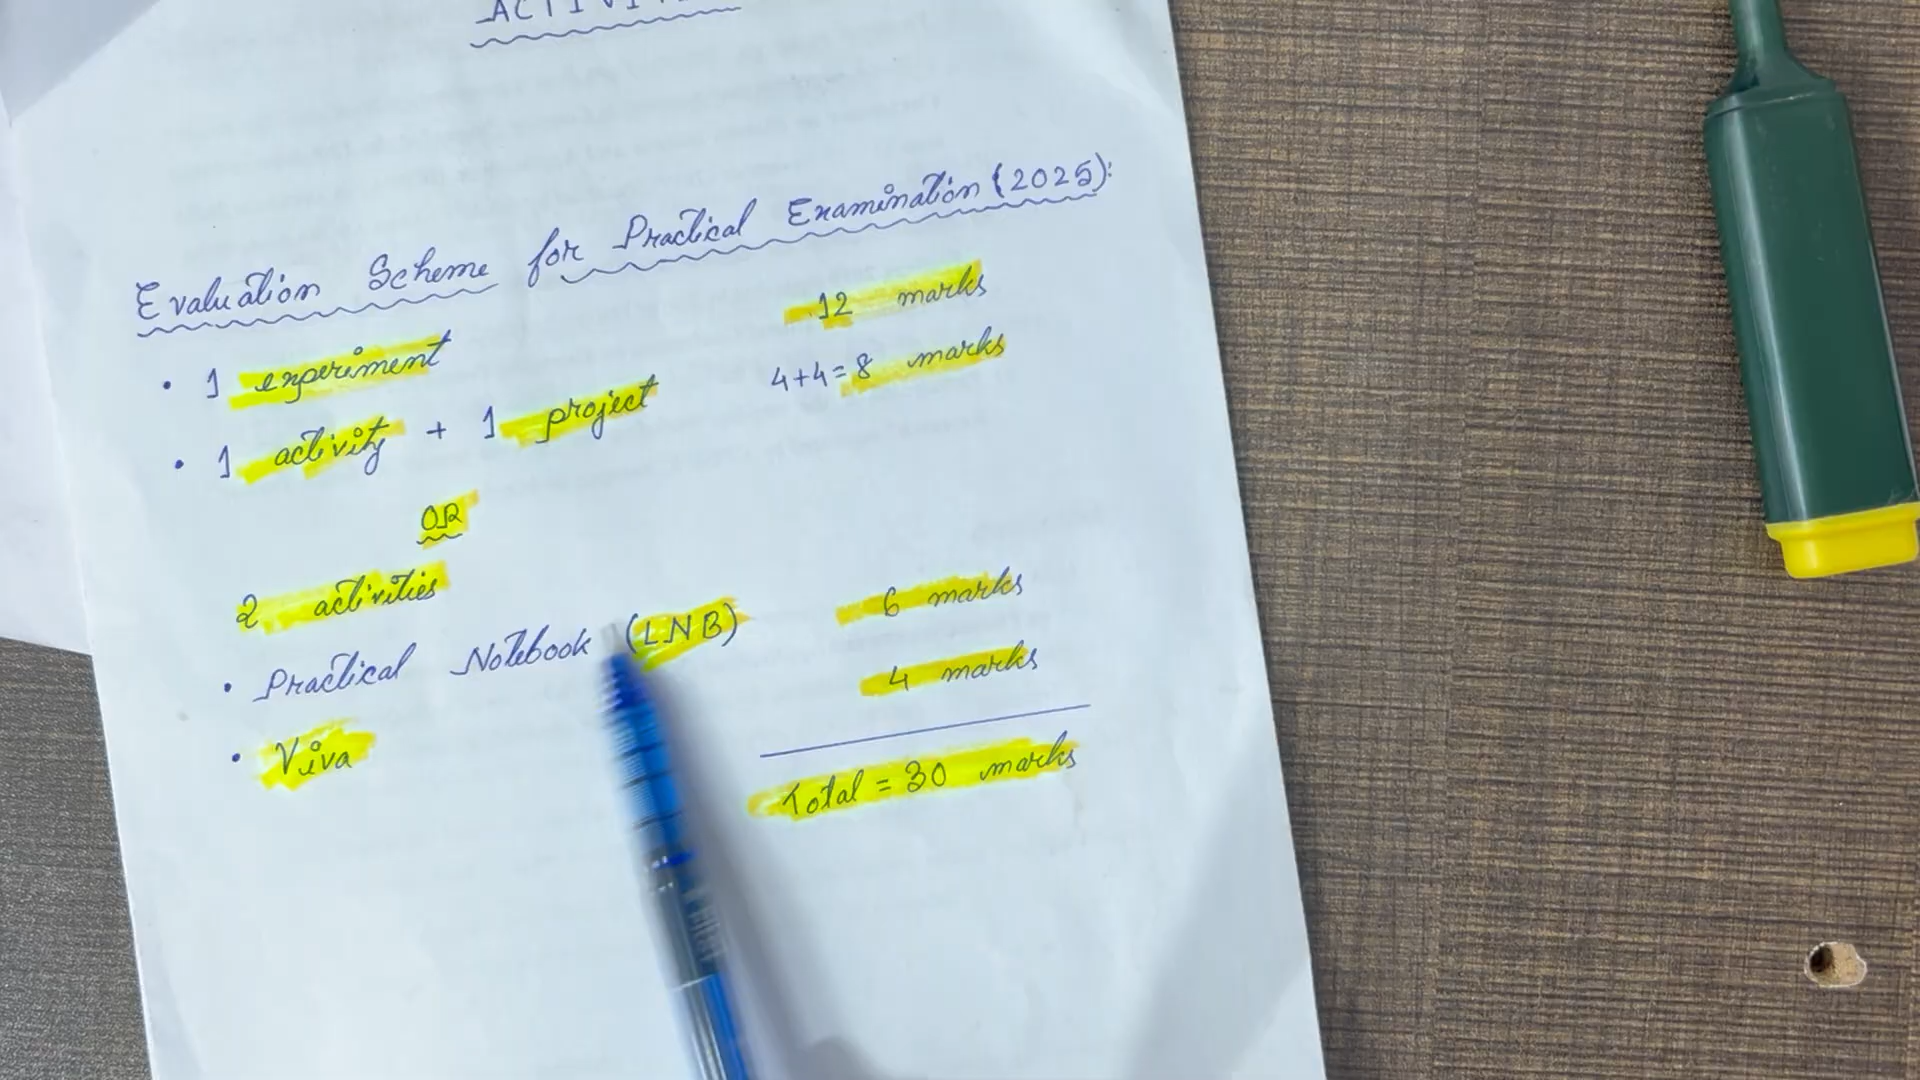 Evaluation Scheme for Practical Examination (2025):
• 1 experiment 12 marks
• 1 activity + 1 project 4+4=8 marks
OR
2 activities
• Practical Notebook (LNB) 6 marks
• Viva 4 marks
Total = 30 marks